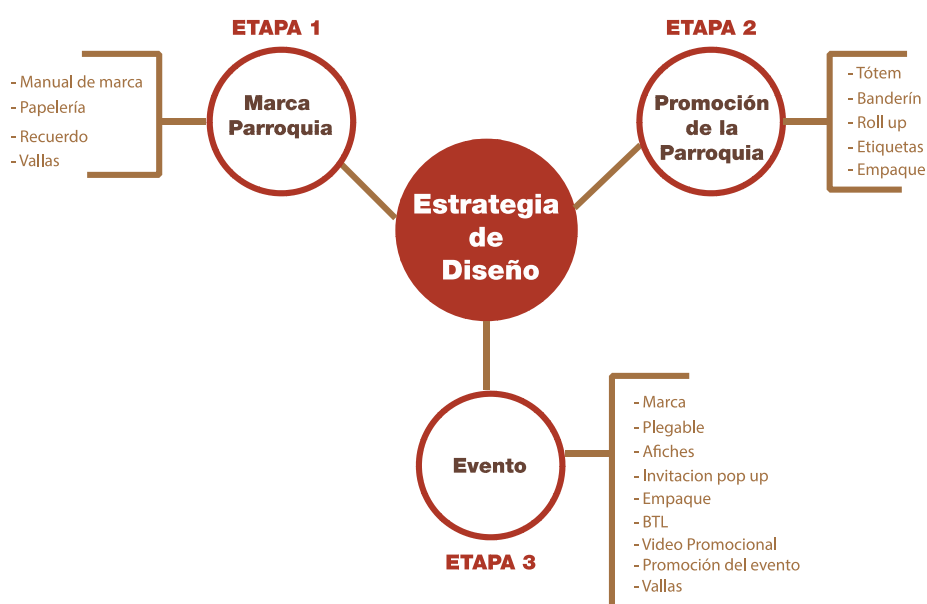 ETAPA 1
Marca
Parroquia
- Manual de marca
- Papelería
- Recuerdo
- Vallas
ETAPA 2
Promoción
de la
Parroquia
- Tótem
- Banderín
- Roll up
- Etiquetas
- Empaque
Estrategia
de
Diseño
Evento
ETAPA 3
- Marca
- Plegable
- Afiches
- Invitacion pop up
- Empaque
- BTL
- Video Promocional
- Promoción del evento
- Vallas